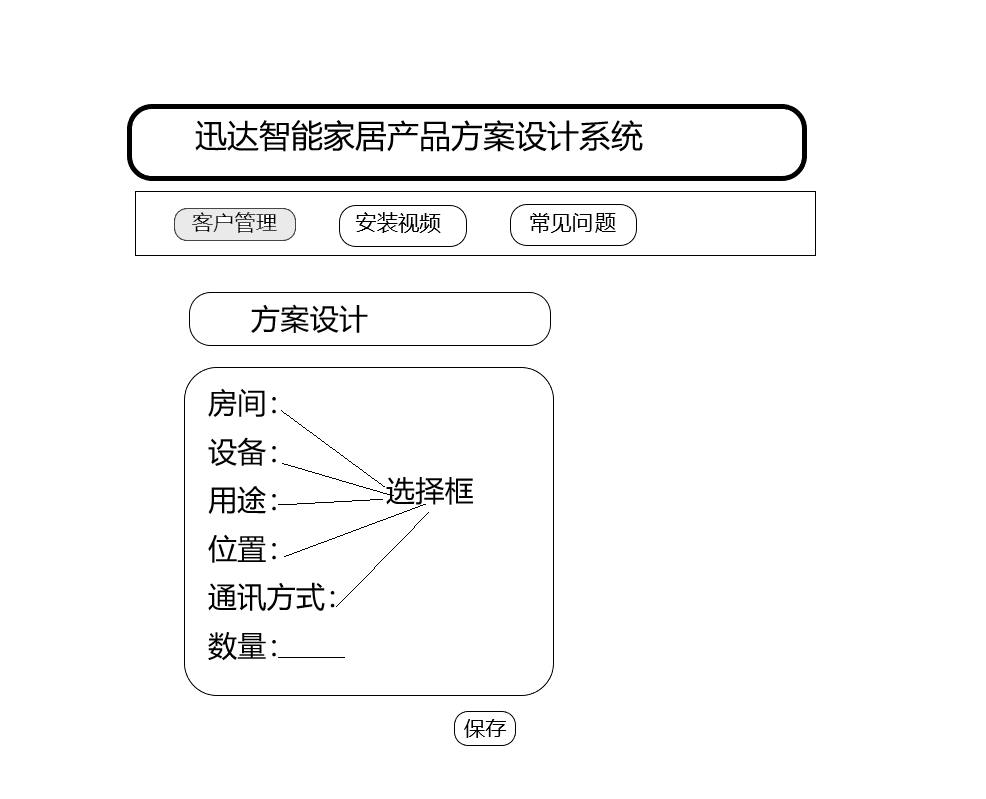 迅达智能家居产品方案设计系统
客户管理 安装视频 常见问题
方案设计
房间：
设备：
选择框
用途：
位置：
通讯方式：
数量：_____
保存